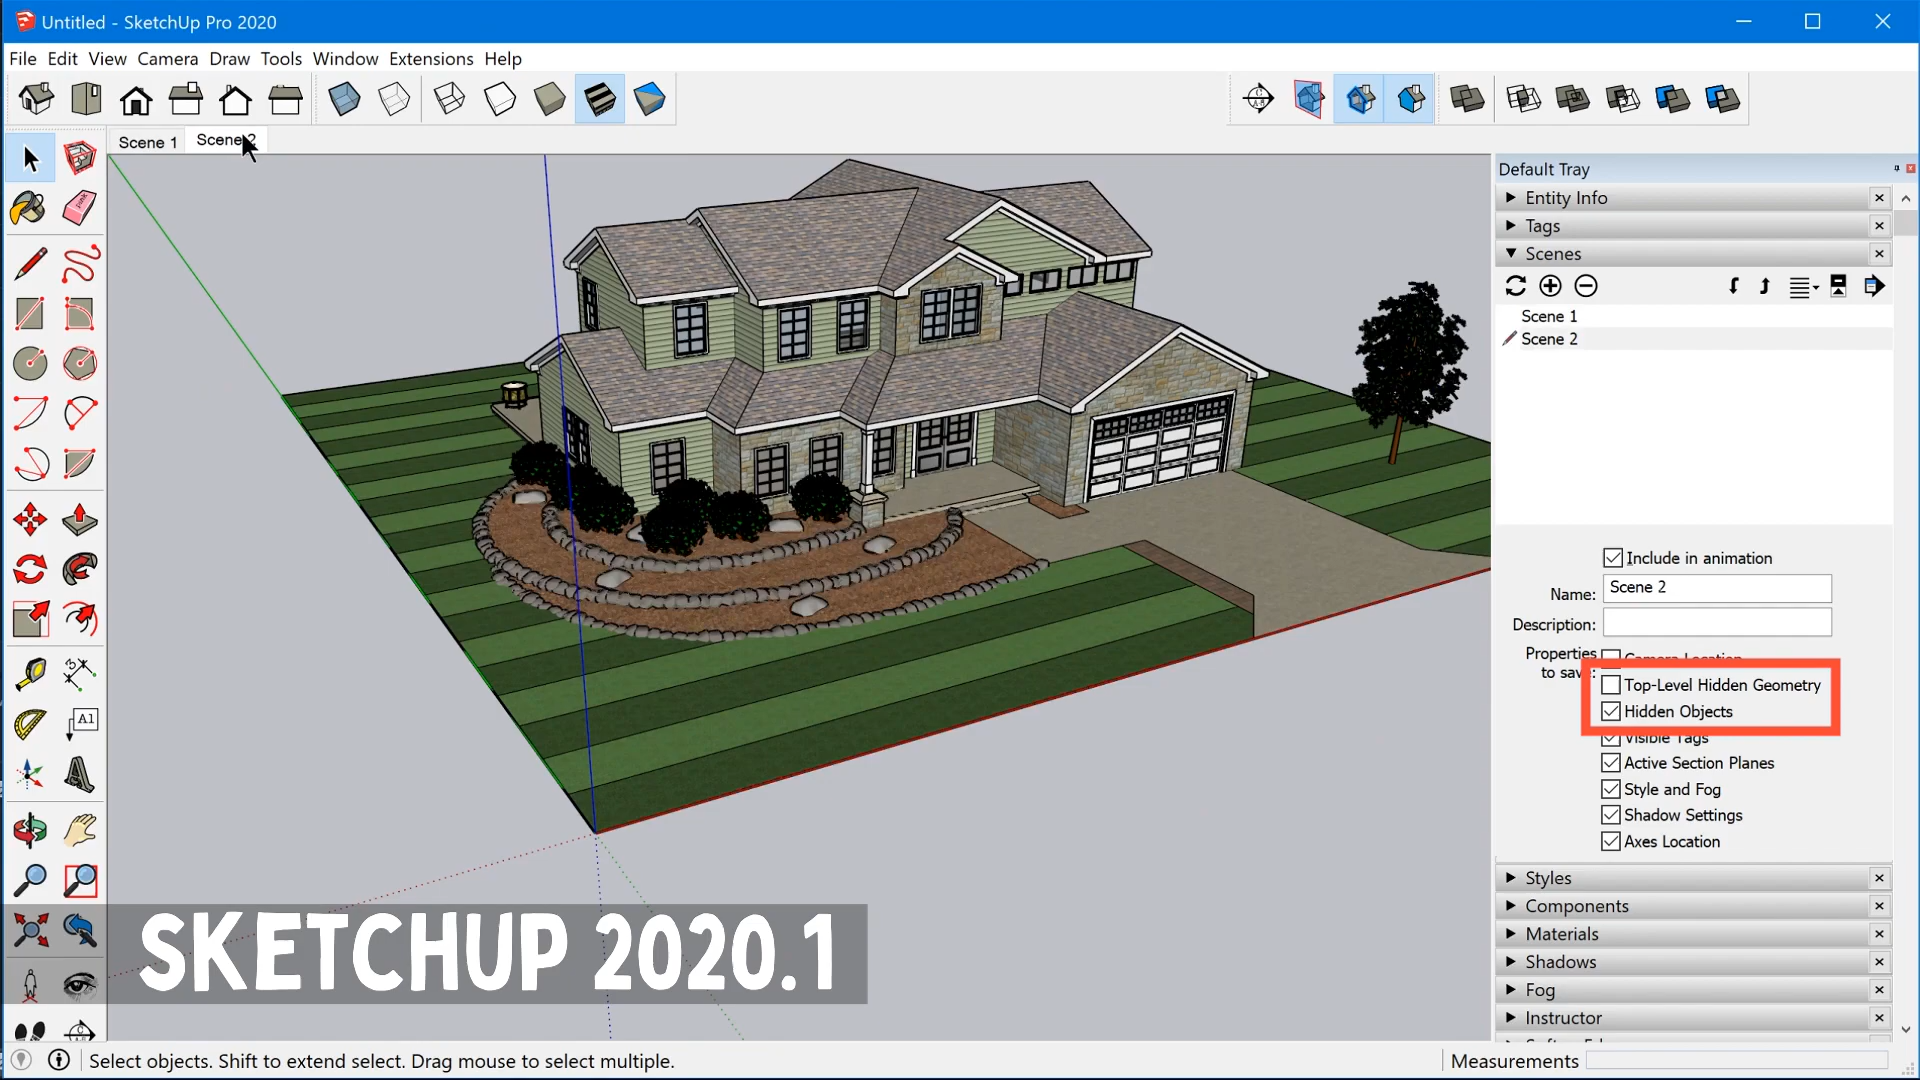 Untitled - SketchUp Pro 2020
File Edit View Camera Draw Tools Window Extensions Help
Scene 1
Scene 2
Default Tray
Entity Info
Tags
Scenes
Scene 1
Scene 2
Include in animation
Name: Scene 2
Description:
Properties to save:
Camera Location
Top-Level Hidden Geometry
Hidden Objects
Visible Tags
Active Section Planes
Style and Fog
Shadow Settings
Axes Location
Styles
Components
Materials
Shadows
Fog
Instructor
SKETCHUP 2020.1
Select objects. Shift to extend select. Drag mouse to select multiple.
Measurements